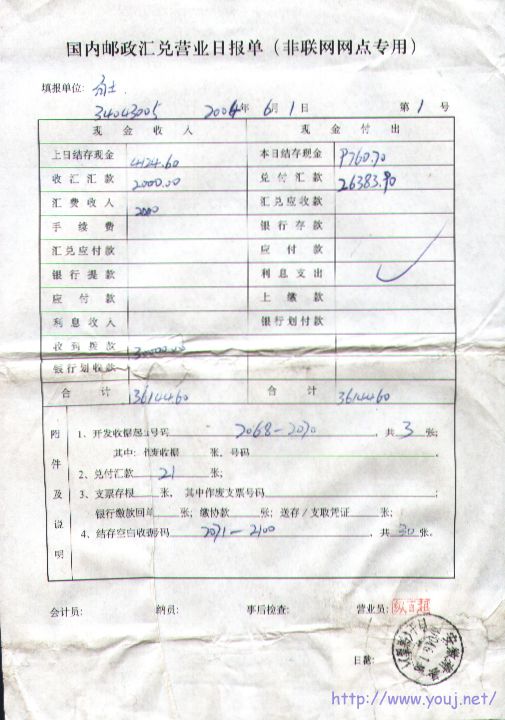 国内邮政汇兑营业日报单（非联网网点专用）
填报单位:
34043005 2004年 6月 1日 第 1 号
现金收入 现金付出
上日结存现金 4124.60 本日结存现金 9760.70
收汇汇款 2000.00 兑付汇款 26383.90
汇费收入 2000 汇兑应收款
手续费 银行存款
汇兑应付款 应付款
银行提款 利息支出
应付款 上缴款
利息收入 银行划付款
收到拨款 30000.00
银行划收款
合计 36144.60 合计 36144.60
附件及说明
1、开发收据起止号码 2068-2070 ，共 3 张;
其中: 作废收据 张，号码 ;
2、兑付汇款 21 张;
3、支票存根 张，其中作废支票号码 ;
银行缴款回单 张; 缴协款 张; 送存/支取凭证 张;
4、结存空白收据号码 2071-2100 ，共 30 张。
会计员: 纳员: 事后检查: 营业员:
日戳:
http://www.youj.net/